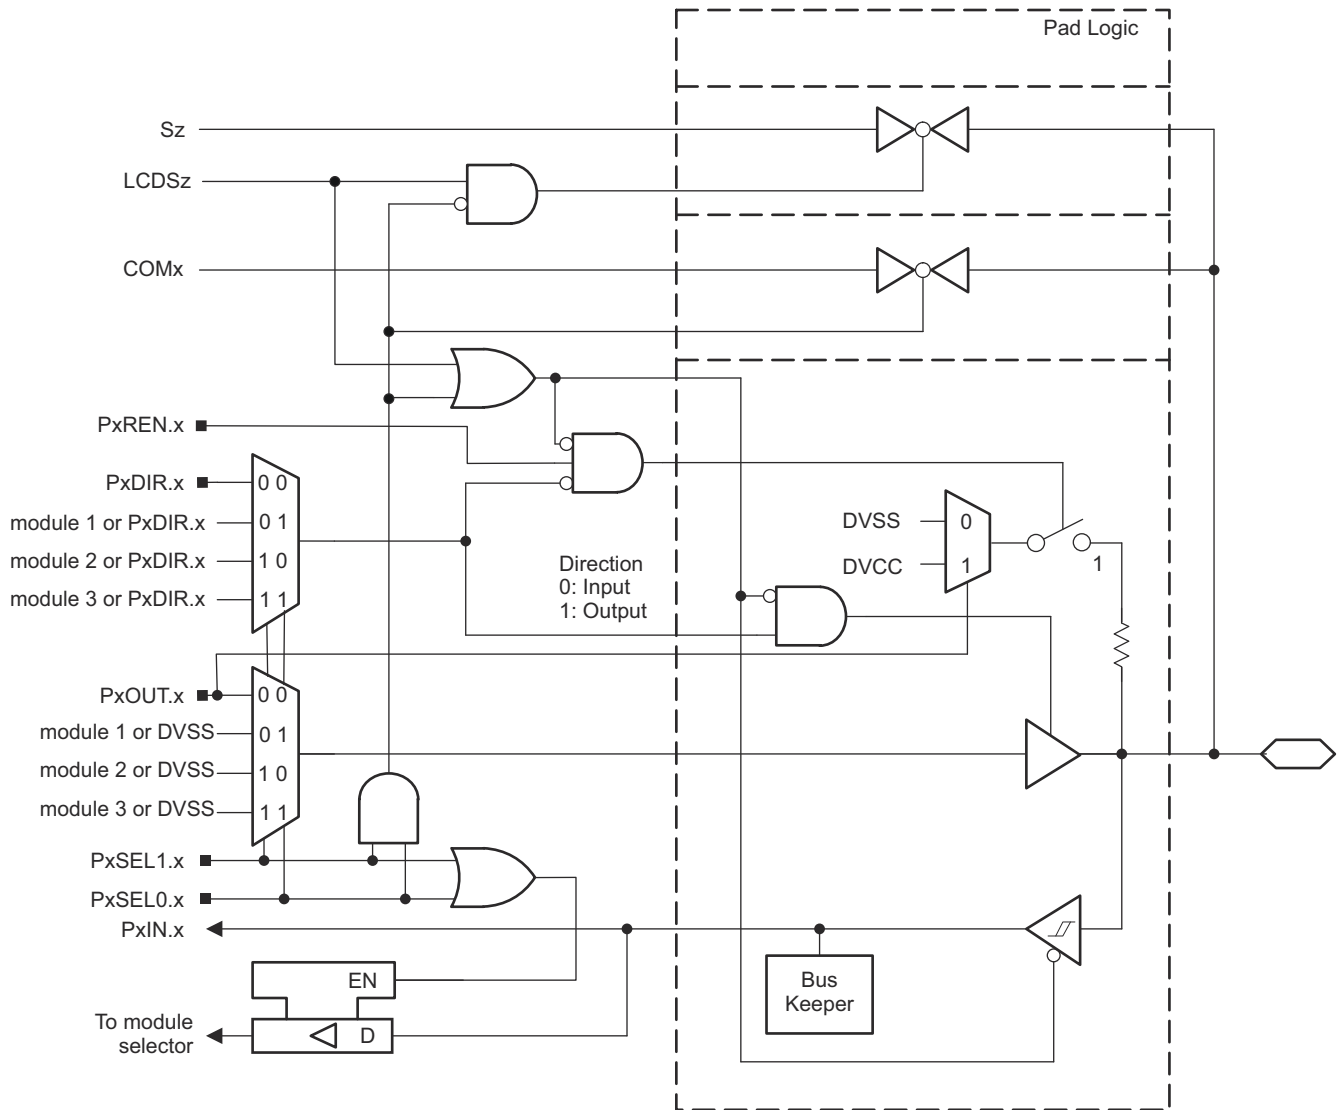 Pad Logic
Sz
LCDSz
COMx
PxREN.x
PxDIR.x
0 0
module 1 or PxDIR.x
0 1
module 2 or PxDIR.x
1 0
module 3 or PxDIR.x
1 1
Direction
0: Input
1: Output
DVSS
0
DVCC
1
1
PxOUT.x
0 0
module 1 or DVSS
0 1
module 2 or DVSS
1 0
module 3 or DVSS
1 1
PxSEL1.x
PxSEL0.x
PxIN.x
EN
Bus
Keeper
To module
selector
D